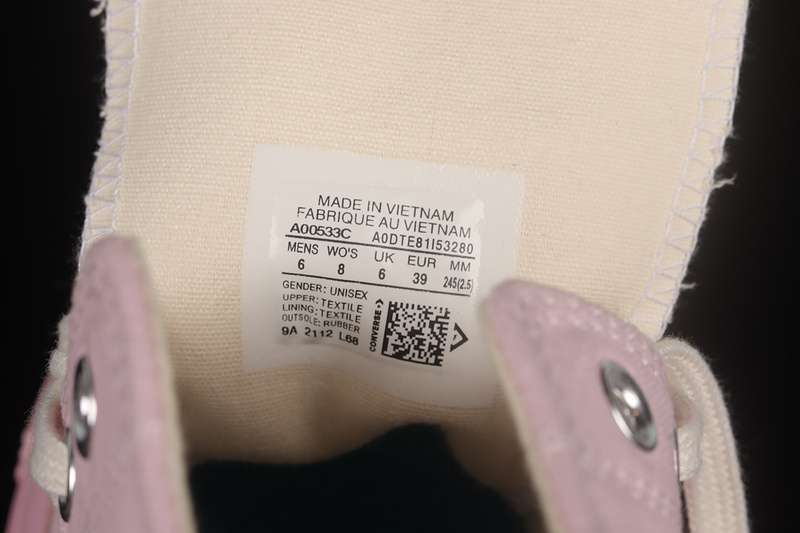 MADE IN VIETNAM
FABRIQUE AU VIETNAM
A00533C A0DTE81I53280
MENS WO'S UK EUR MM
6 8 6 39 245(2.5)
GENDER: UNISEX
UPPER: TEXTILE
LINING: TEXTILE
OUTSOLE: RUBBER
9A 2112 L68
CONVERSE